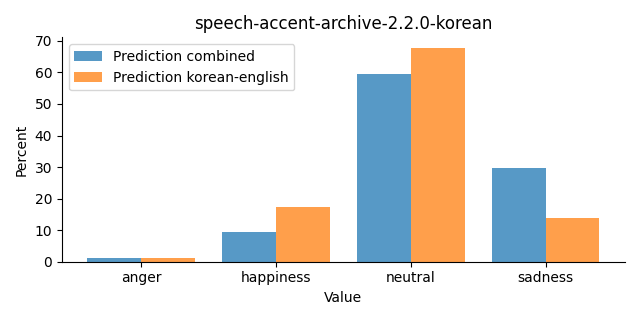 speech-accent-archive-2.2.0-korean
Prediction combined
Prediction korean-english
Percent
70
60
50
40
30
20
10
0
anger happiness neutral sadness
Value